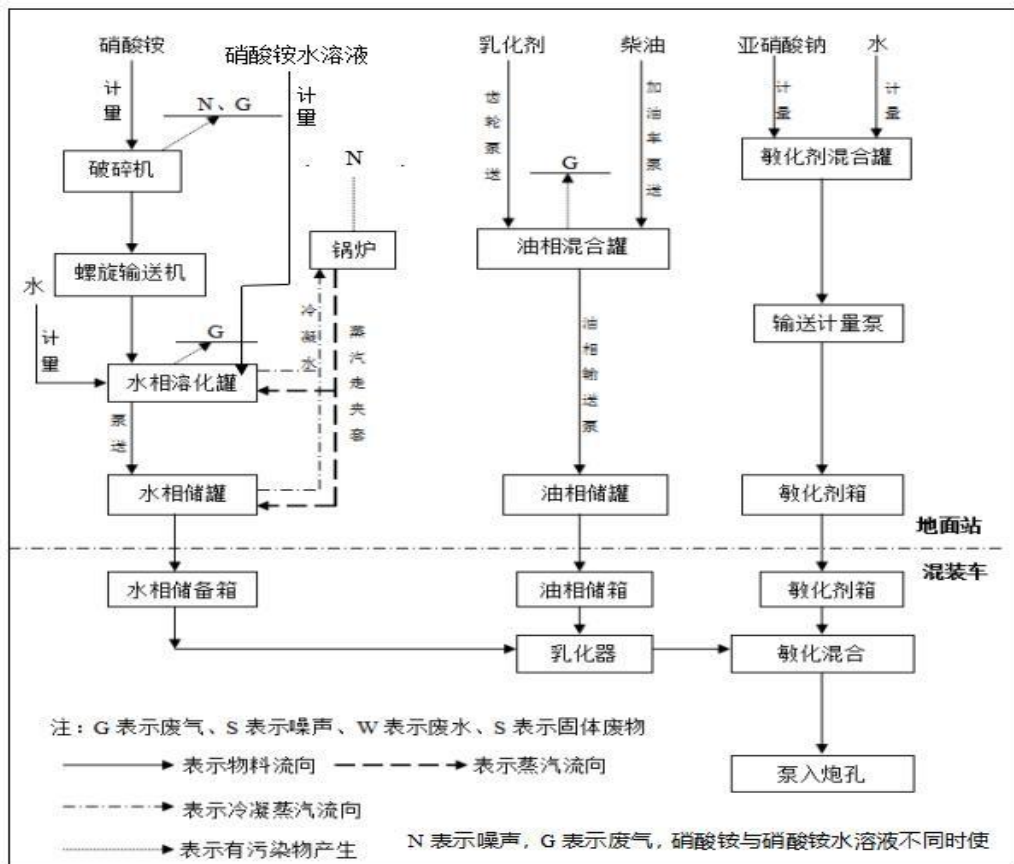 硝酸铵
硝酸铵水溶液
乳化剂
柴油
亚硝酸钠
水
计量
N、G
计量
齿轮泵送
加油车泵送
计量
计量
破碎机
N
G
敏化剂混合罐
锅炉
油相混合罐
螺旋输送机
水
计量
G
冷凝水
蒸汽走夹套
油相输送泵
输送计量泵
水相溶化罐
泵送
水相储罐
油相储罐
敏化剂箱
地面站
混装车
水相储备箱
油相储箱
敏化剂箱
乳化器
敏化混合
注：G 表示废气、S 表示噪声、W 表示废水、S 表示固体废物
表示物料流向
表示蒸汽流向
泵入炮孔
表示冷凝蒸汽流向
表示有污染物产生
N 表示噪声，G 表示废气，硝酸铵与硝酸铵水溶液不同时使